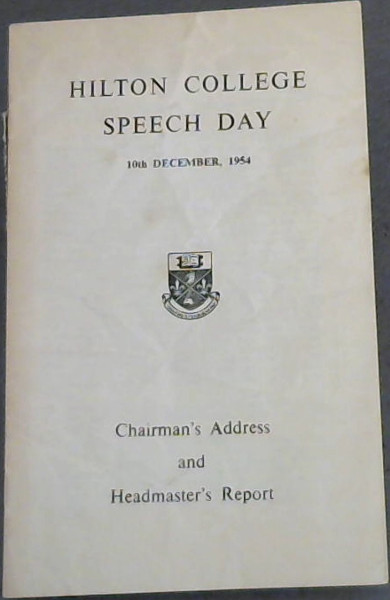 HILTON COLLEGE
SPEECH DAY
10th DECEMBER, 1954
Chairman's Address
and
Headmaster's Report